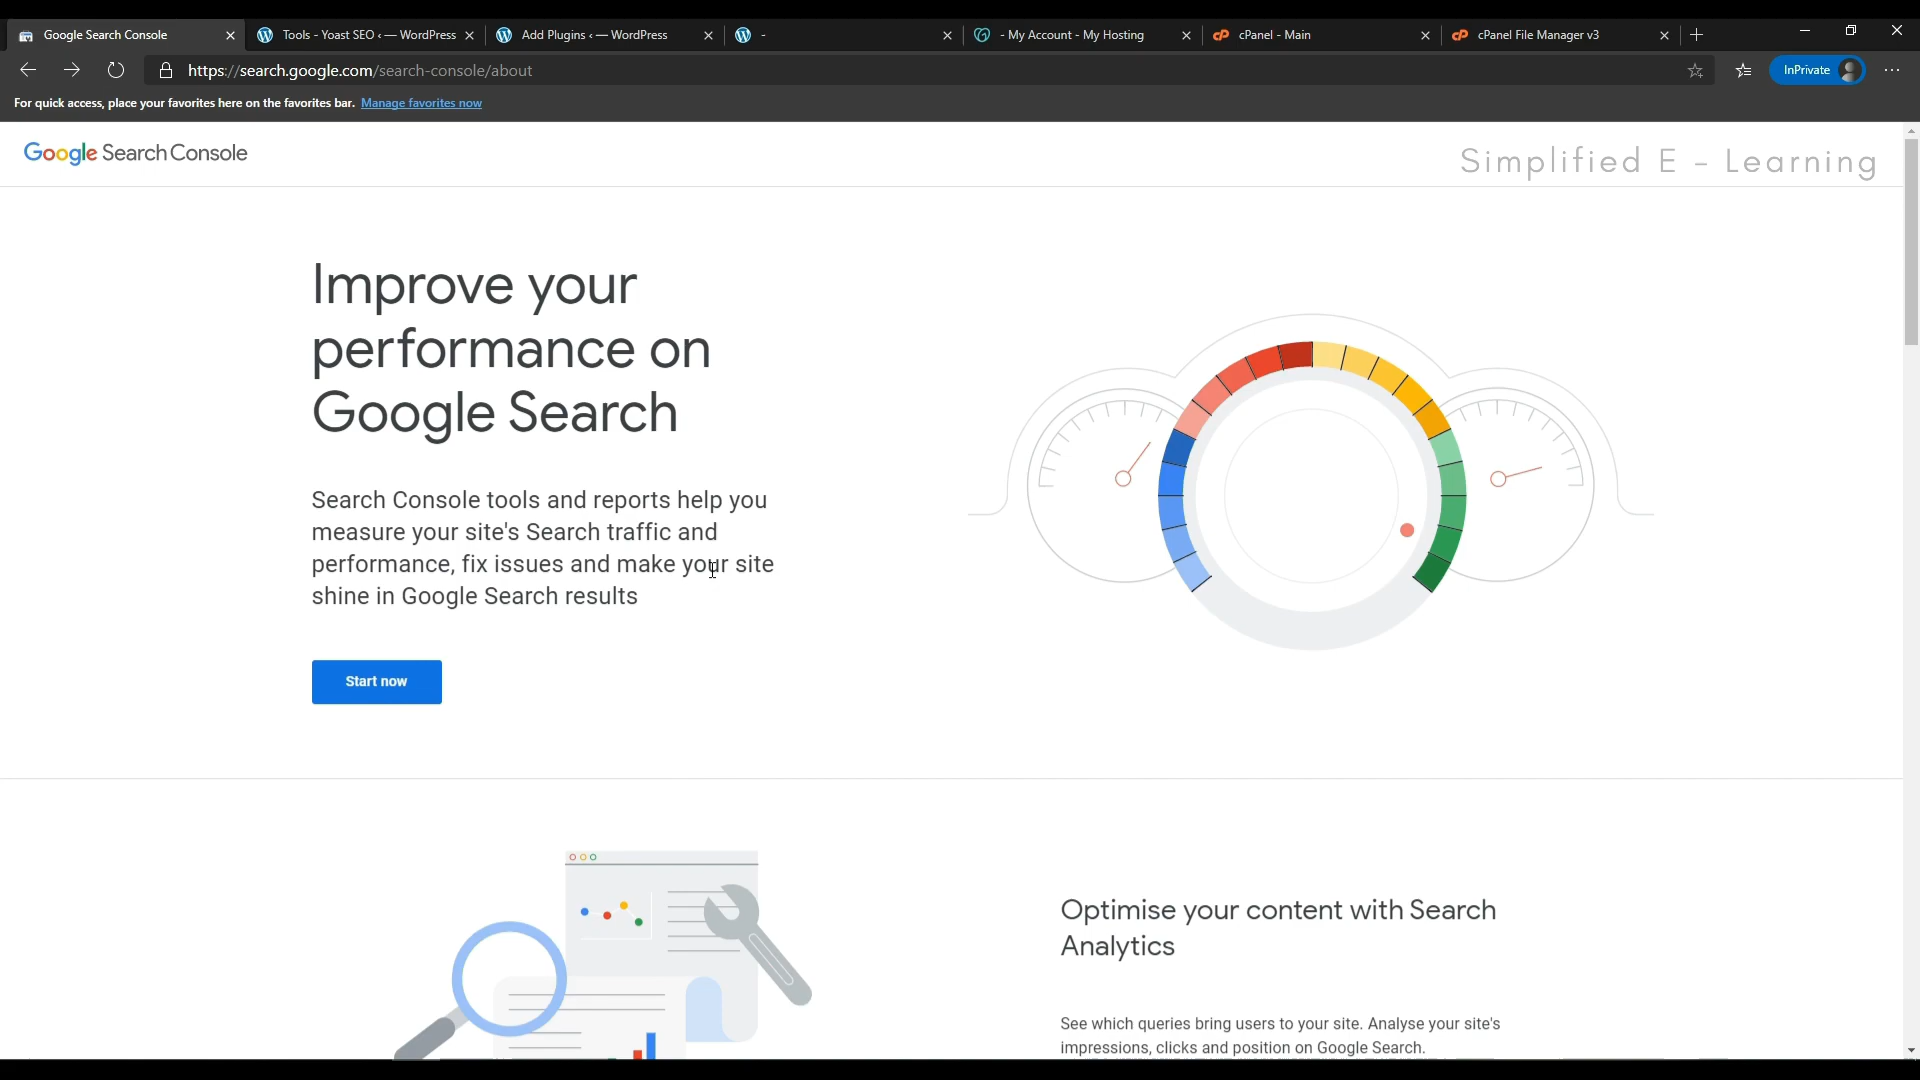 Google Search Console
Tools - Yoast SEO ‹ — WordPress
Add Plugins ‹ — WordPress
-
- My Account - My Hosting
cPanel - Main
cPanel File Manager v3
https://search.google.com/search-console/about
InPrivate
For quick access, place your favorites here on the favorites bar. Manage favorites now
Google Search Console
Simplified E - Learning
Improve your
performance on
Google Search
Search Console tools and reports help you
measure your site's Search traffic and
performance, fix issues and make your site
shine in Google Search results
Start now
Optimise your content with Search
Analytics
See which queries bring users to your site. Analyse your site's
impressions, clicks and position on Google Search.